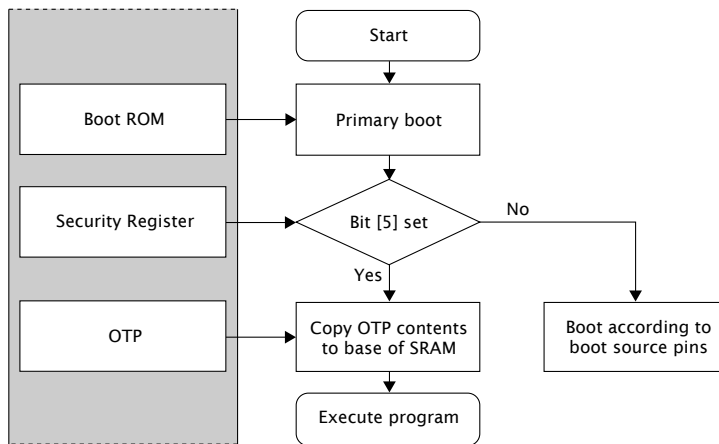 Start
Boot ROM
Primary boot
Security Register
Bit [5] set
No
Yes
OTP
Copy OTP contents
to base of SRAM
Boot according to
boot source pins
Execute program